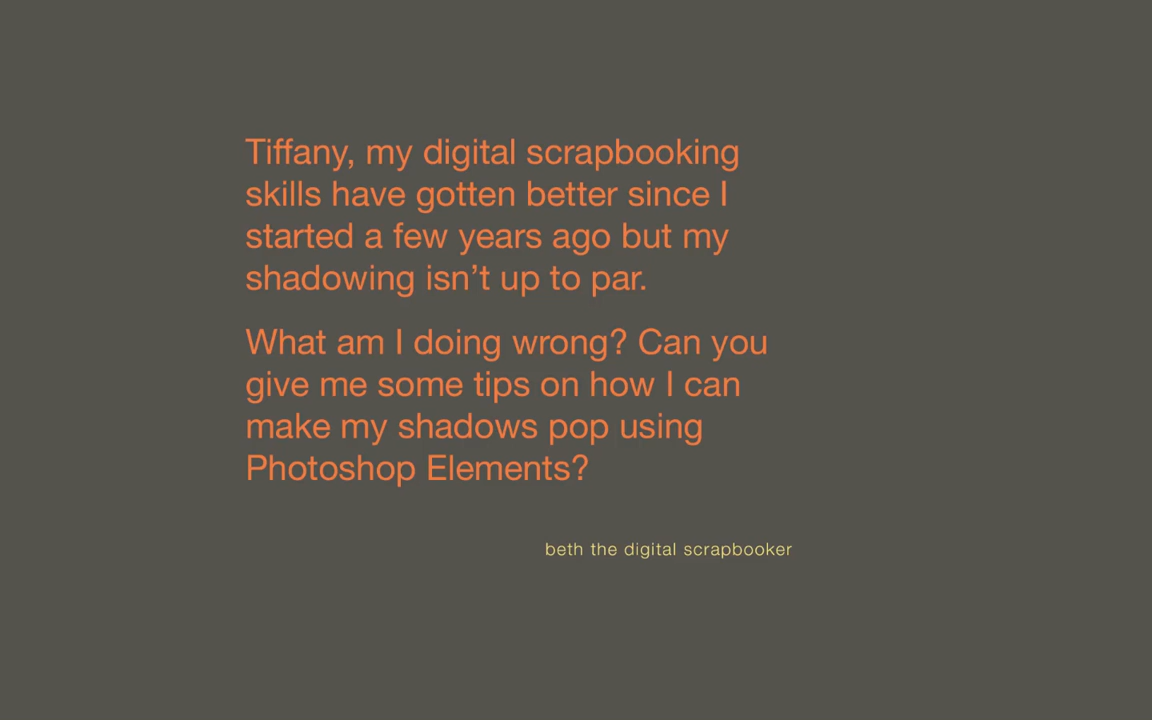 Tiffany, my digital scrapbooking
skills have gotten better since I
started a few years ago but my
shadowing isn’t up to par.
What am I doing wrong? Can you
give me some tips on how I can
make my shadows pop using
Photoshop Elements?
beth the digital scrapbooker